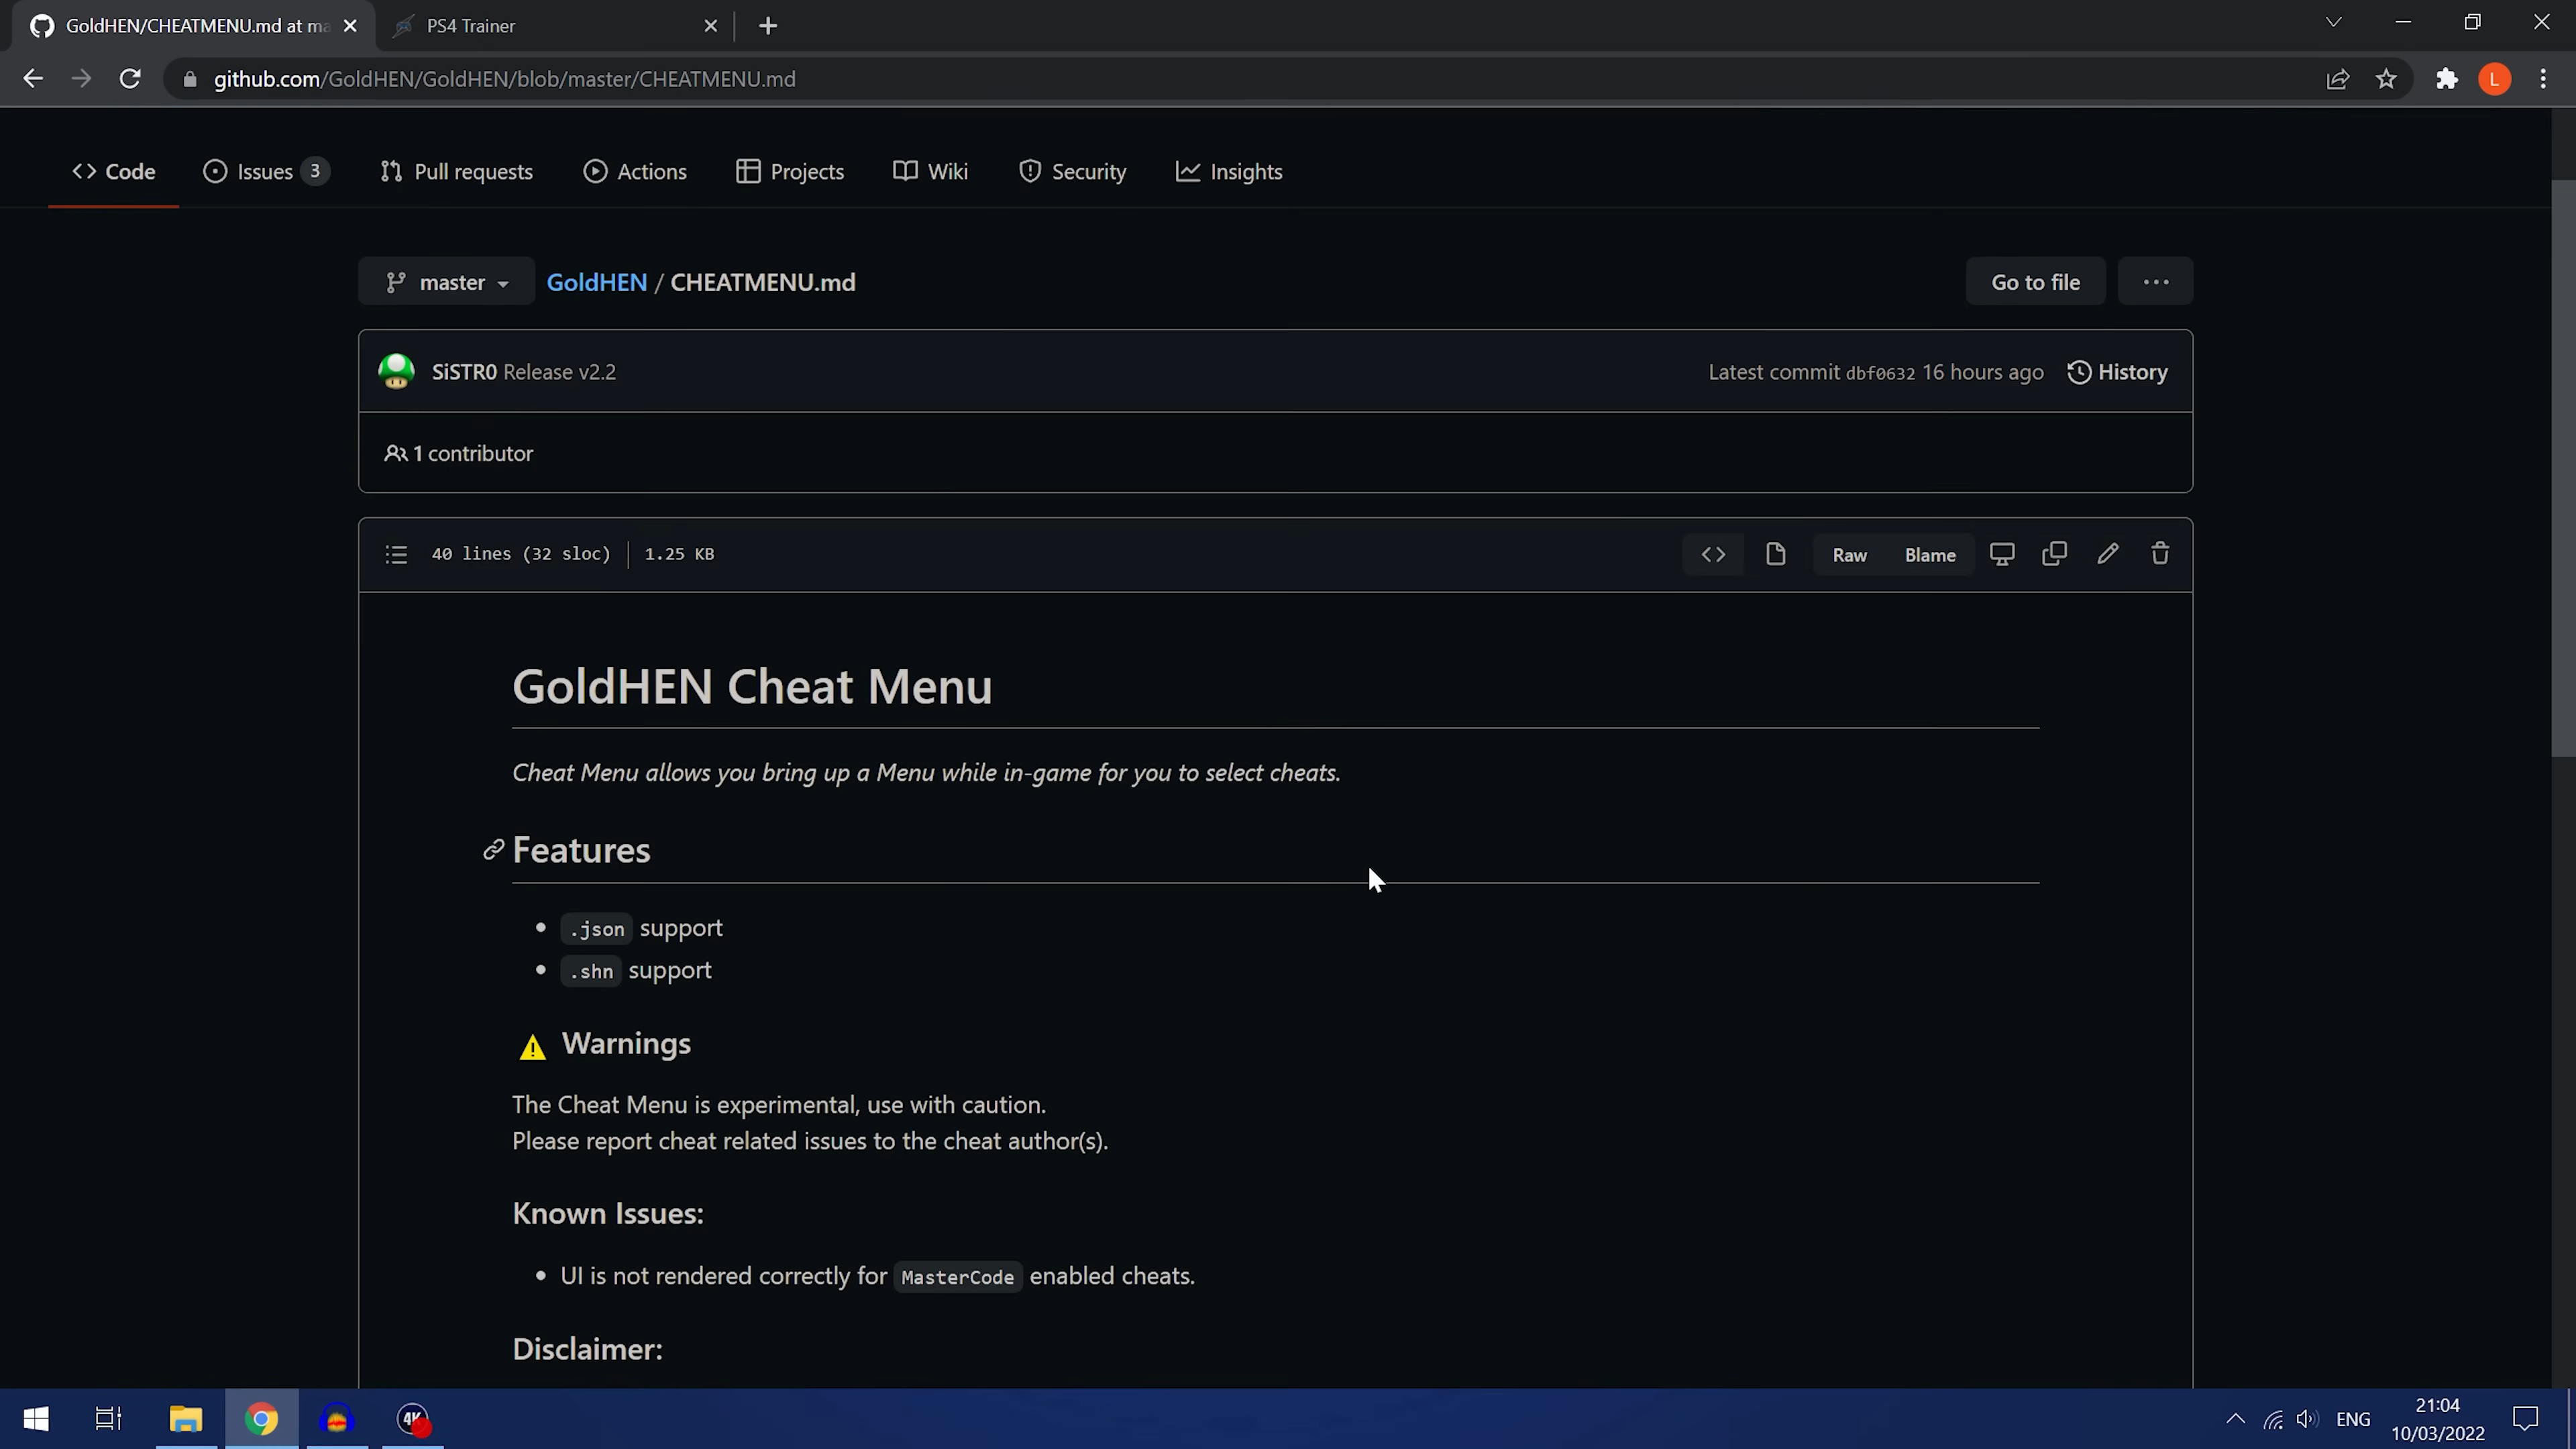 GoldHEN/CHEATMENU.md at ma
PS4 Trainer
github.com/GoldHEN/GoldHEN/blob/master/CHEATMENU.md
L
Code
Issues 3
Pull requests
Actions
Projects
Wiki
Security
Insights
master
GoldHEN / CHEATMENU.md
Go to file
SiSTR0 Release v2.2
Latest commit dbf0632 16 hours ago
History
1 contributor
40 lines (32 sloc)
1.25 KB
Raw
Blame
GoldHEN Cheat Menu
Cheat Menu allows you bring up a Menu while in-game for you to select cheats.
Features
.json support
.shn support
Warnings
The Cheat Menu is experimental, use with caution.
Please report cheat related issues to the cheat author(s).
Known Issues:
UI is not rendered correctly for MasterCode enabled cheats.
Disclaimer:
4K
ENG
21:04
10/03/2022